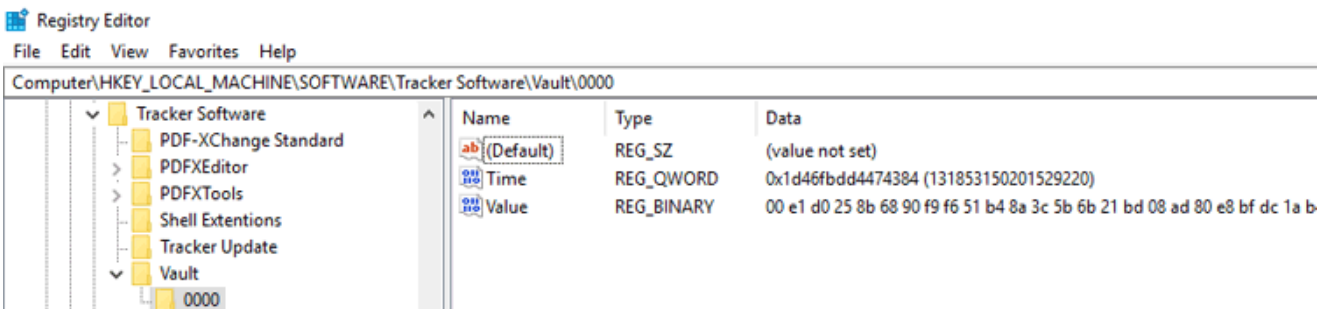 Registry Editor
File Edit View Favorites Help
Computer\HKEY_LOCAL_MACHINE\SOFTWARE\Tracker Software\Vault\0000
Tracker Software
PDF-XChange Standard
PDFXEditor
PDFXTools
Shell Extentions
Tracker Update
Vault
0000
Name Type Data
ab (Default) REG_SZ (value not set)
Time REG_QWORD 0x1d46fbdd4474384 (131853150201529220)
Value REG_BINARY 00 e1 d0 25 8b 68 90 f9 f6 51 b4 8a 3c 5b 6b 21 bd 08 ad 80 e8 bf dc 1a